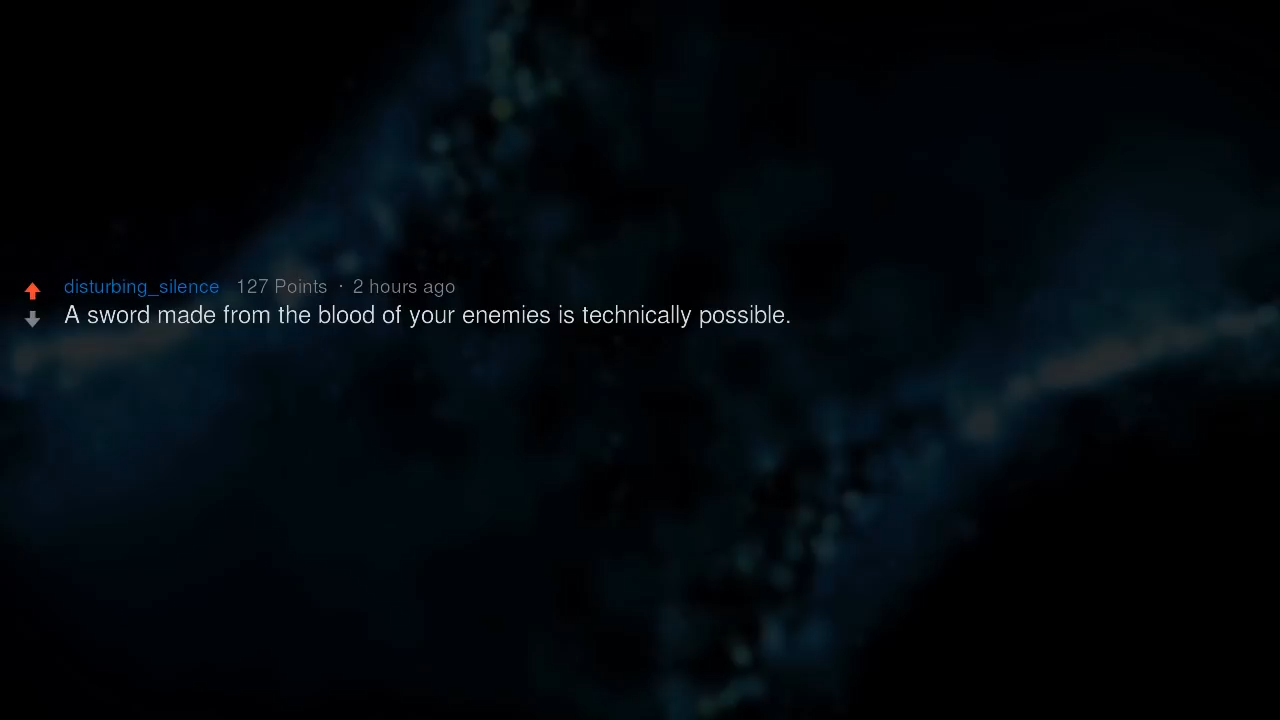 disturbing_silence 127 Points · 2 hours ago
A sword made from the blood of your enemies is technically possible.